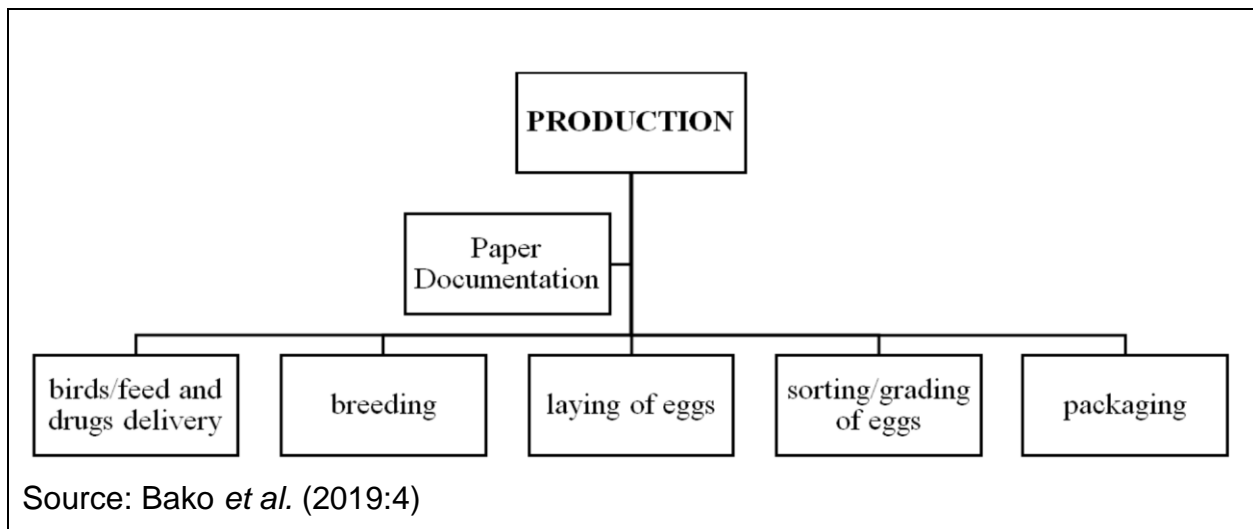 PRODUCTION
Paper
Documentation
birds/feed and
drugs delivery
breeding
laying of eggs
sorting/grading
of eggs
packaging
Source: Bako et al. (2019:4)